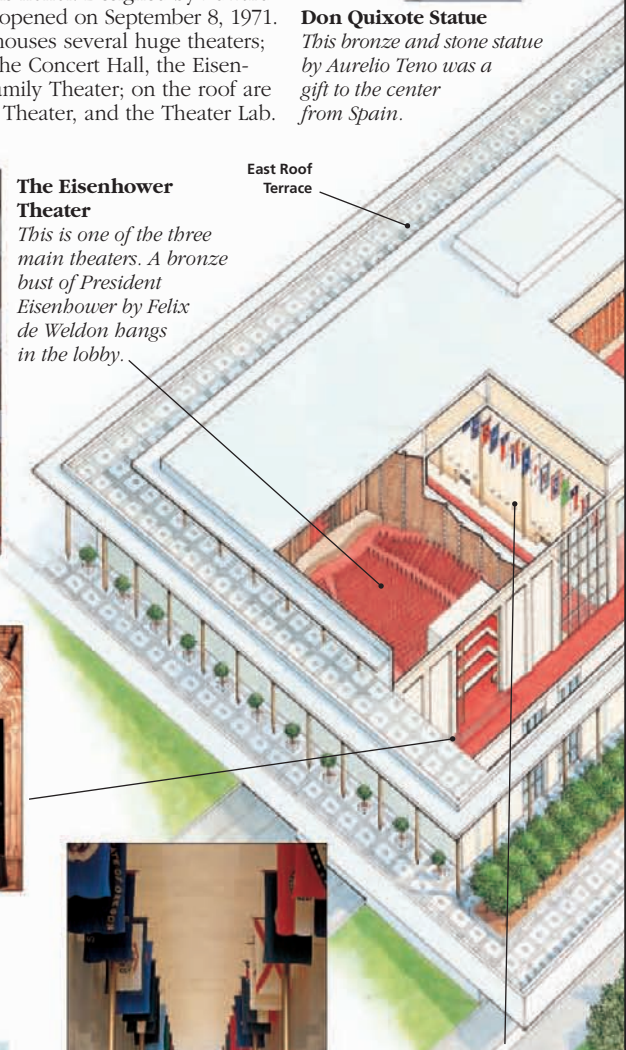 opened on September 8, 1971.
houses several huge theaters;
he Concert Hall, the Eisen-
mily Theater; on the roof are
Theater, and the Theater Lab.
Don Quixote Statue
This bronze and stone statue
by Aurelio Teno was a
gift to the center
from Spain.
East Roof
Terrace
The Eisenhower
Theater
This is one of the three
main theaters. A bronze
bust of President
Eisenhower by Felix
de Weldon hangs
in the lobby.